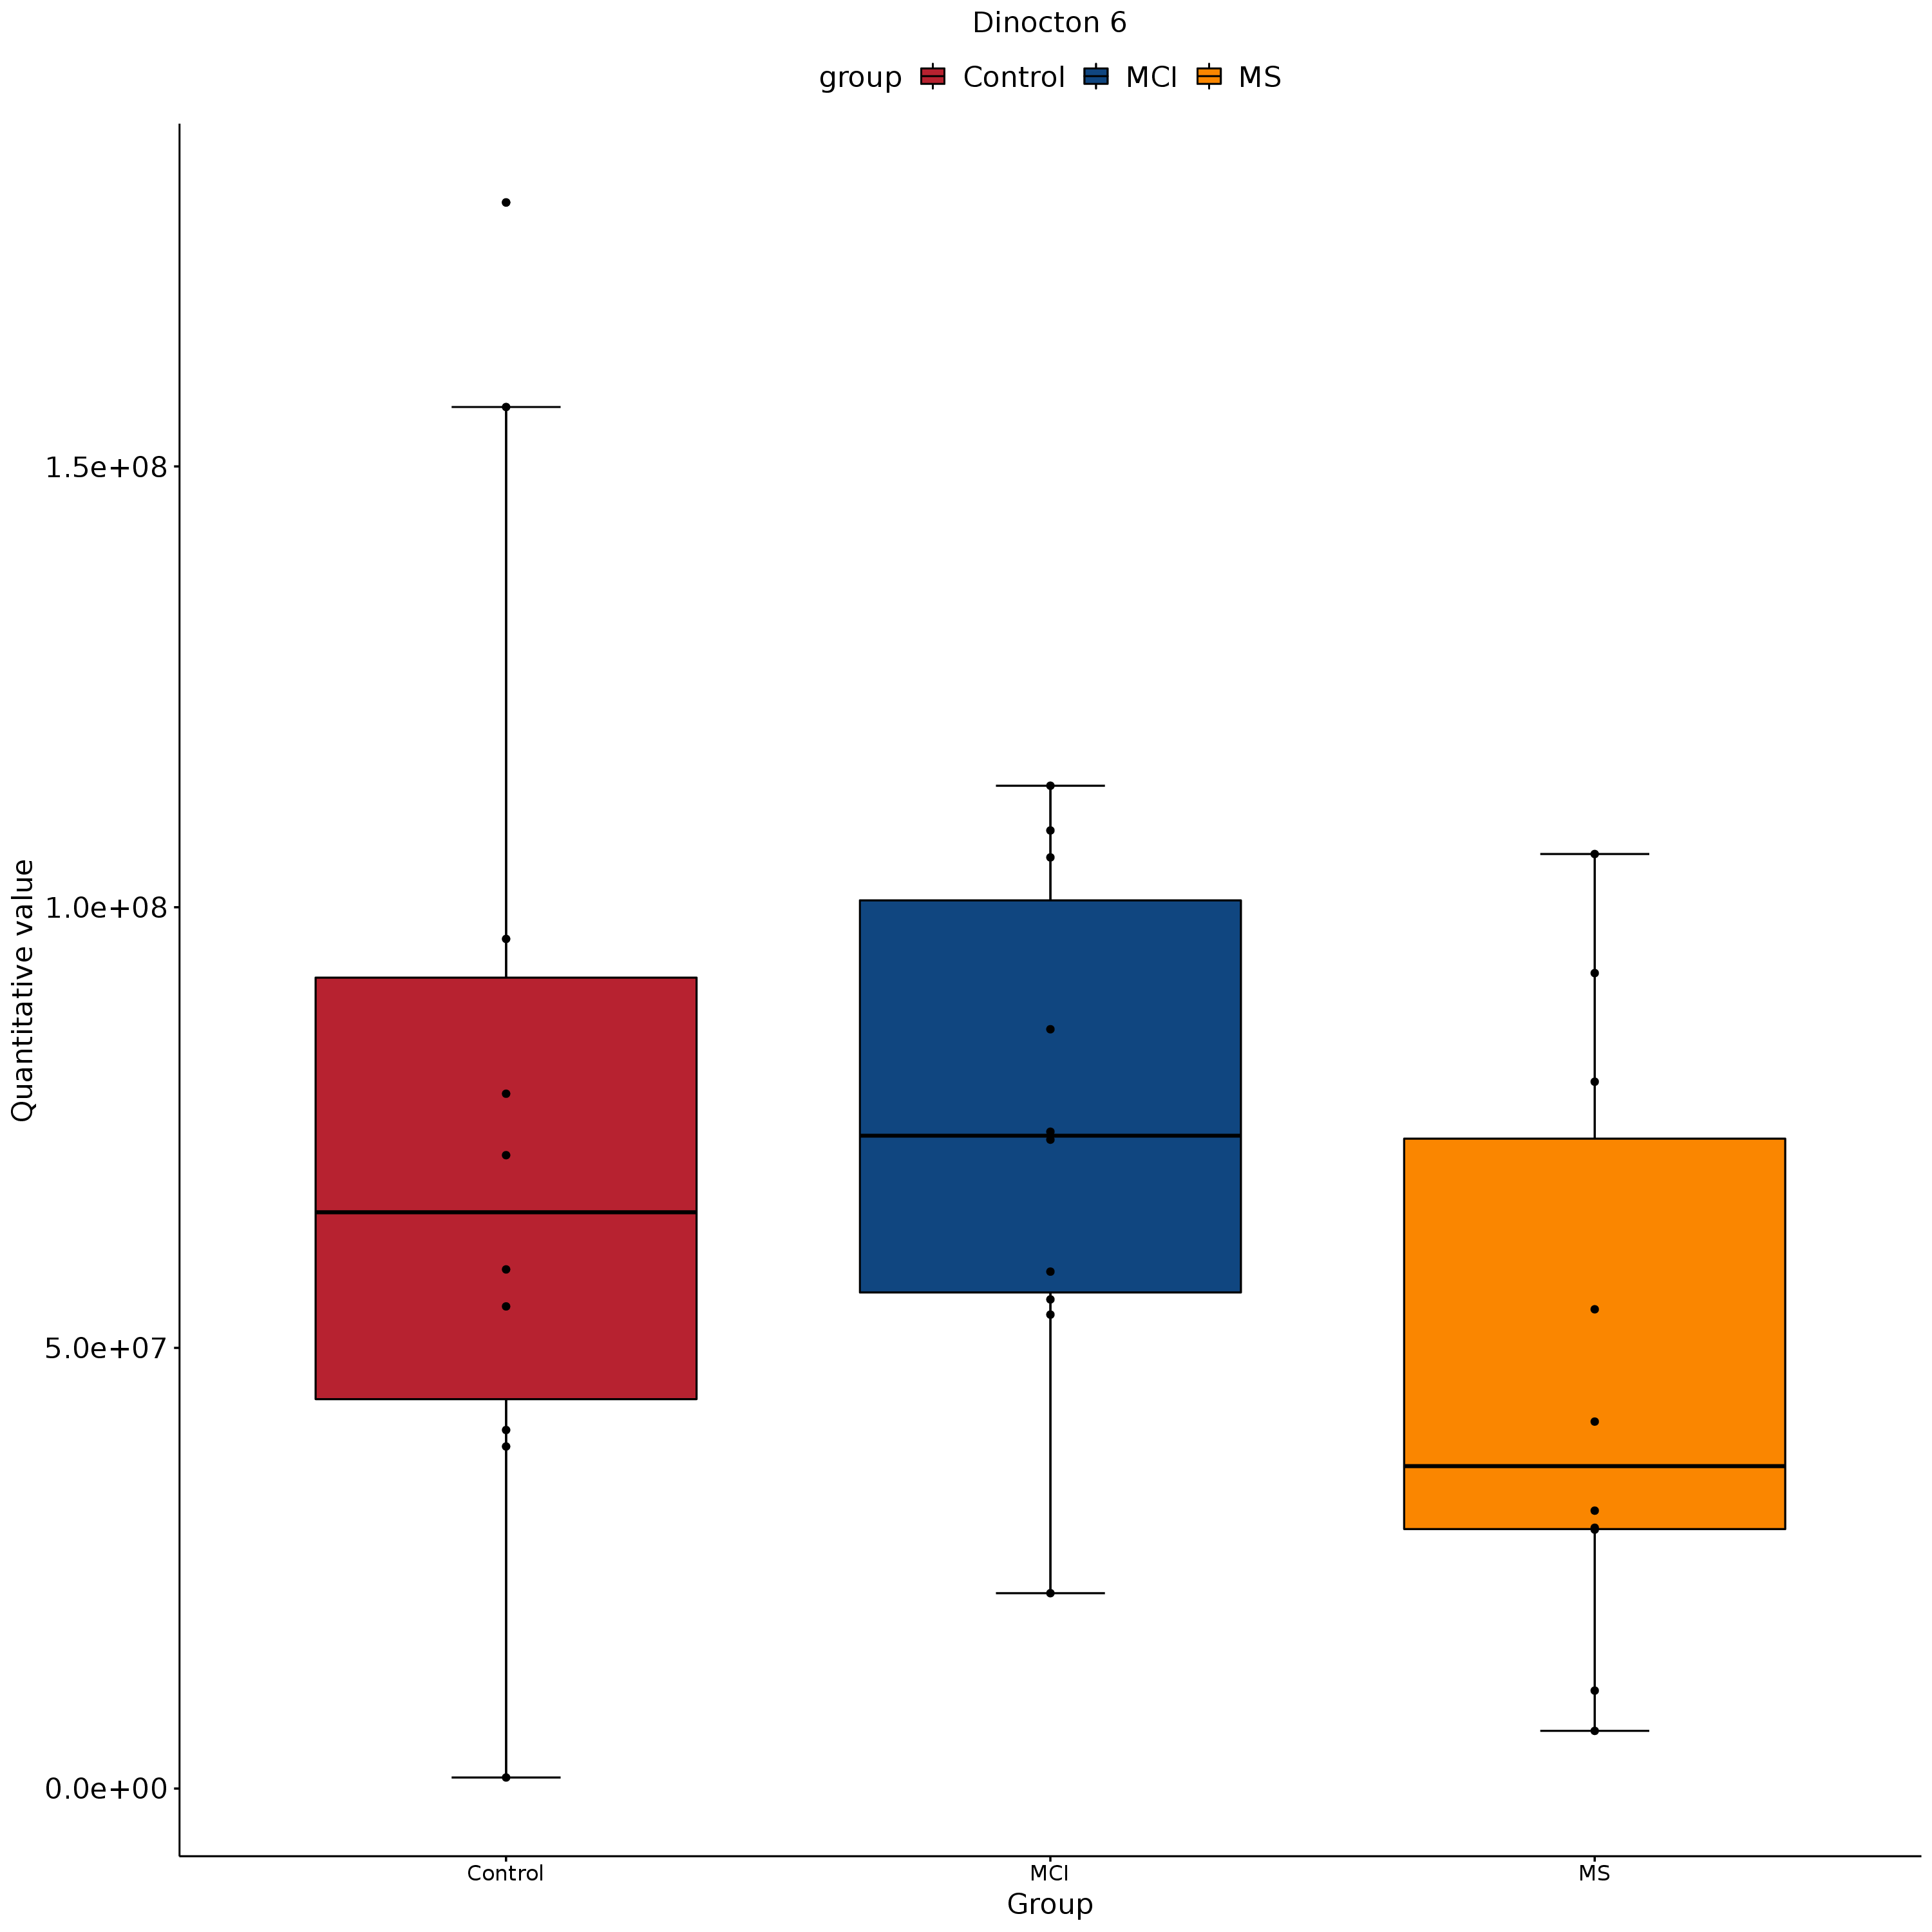 Dinocton 6
group Control MCI MS
Quantitative value
1.5e+08
1.0e+08
5.0e+07
0.0e+00
Control MCI MS
Group